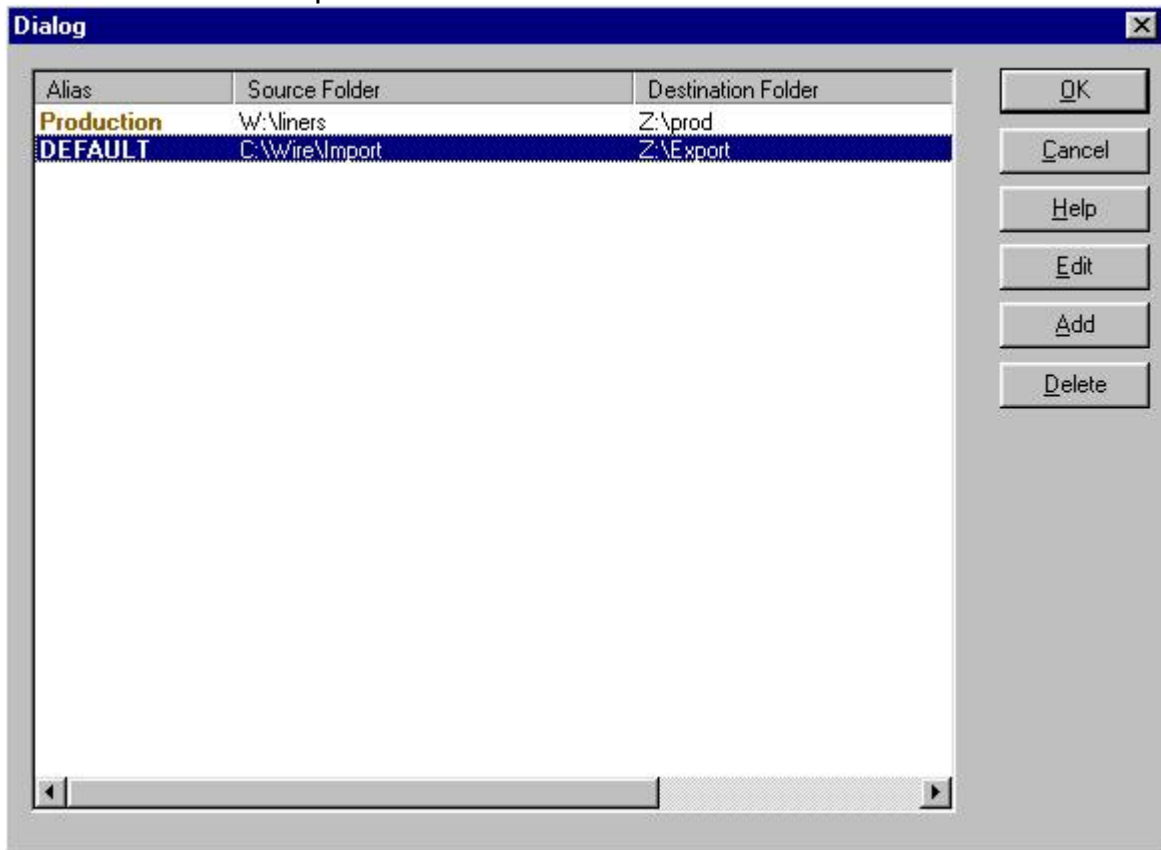 Dialog
Alias Source Folder Destination Folder
Production W:\liners Z:\prod
DEFAULT C:\Wire\Import Z:\Export
OK
Cancel
Help
Edit
Add
Delete